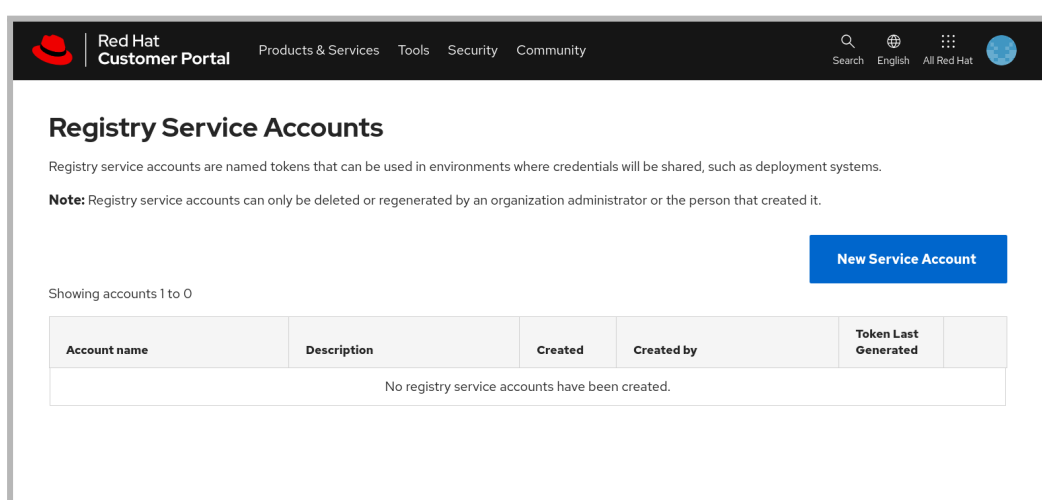 Red Hat
Customer Portal
Products & Services Tools Security Community
Search English All Red Hat
Registry Service Accounts
Registry service accounts are named tokens that can be used in environments where credentials will be shared, such as deployment systems.
Note: Registry service accounts can only be deleted or regenerated by an organization administrator or the person that created it.
New Service Account
Showing accounts 1 to 0
Account name Description Created Created by Token Last Generated
No registry service accounts have been created.